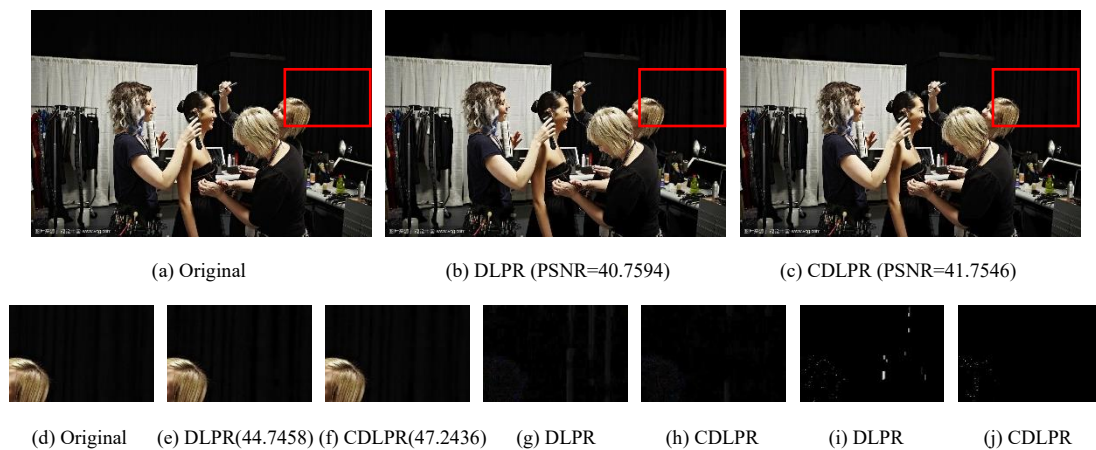 (a) Original
(b) DLPR (PSNR=40.7594)
(c) CDLPR (PSNR=41.7546)
(d) Original
(e) DLPR(44.7458)
(f) CDLPR(47.2436)
(g) DLPR
(h) CDLPR
(i) DLPR
(j) CDLPR